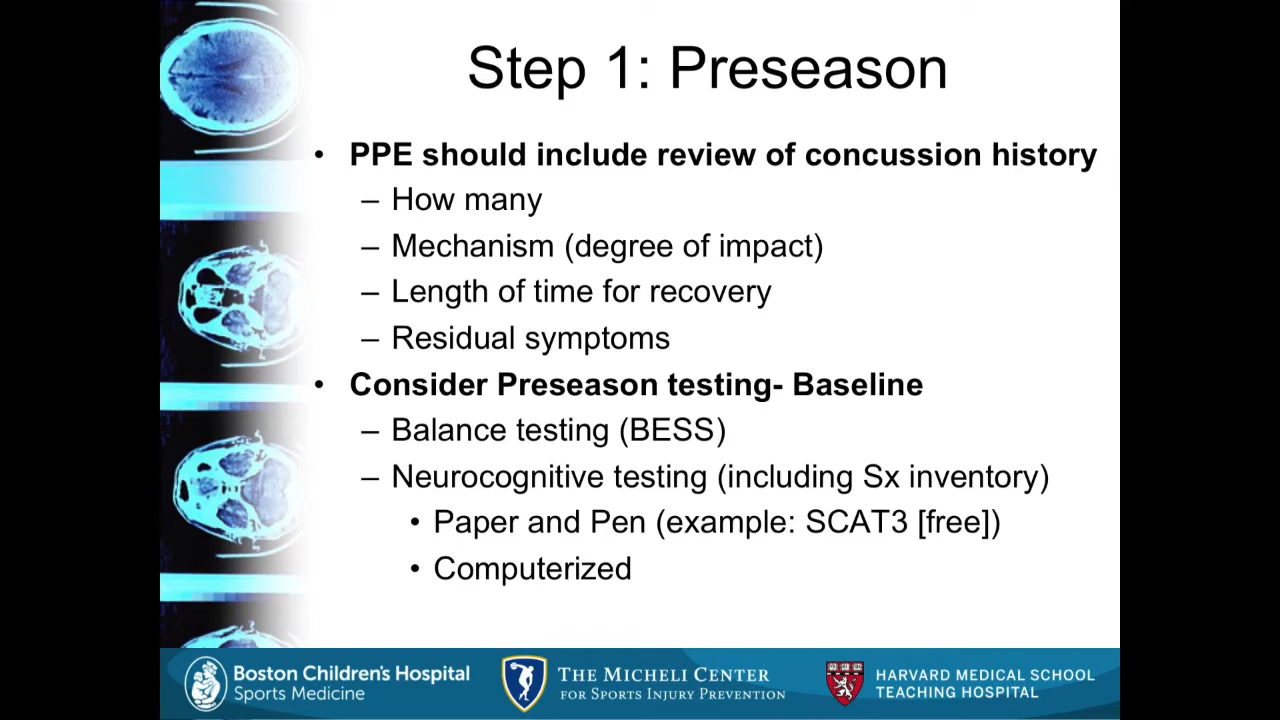 Step 1: Preseason
• PPE should include review of concussion history
– How many
– Mechanism (degree of impact)
– Length of time for recovery
– Residual symptoms
• Consider Preseason testing- Baseline
– Balance testing (BESS)
– Neurocognitive testing (including Sx inventory)
• Paper and Pen (example: SCAT3 [free])
• Computerized
Boston Children's Hospital
Sports Medicine
THE MICHELI CENTER
FOR SPORTS INJURY PREVENTION
HARVARD MEDICAL SCHOOL
TEACHING HOSPITAL